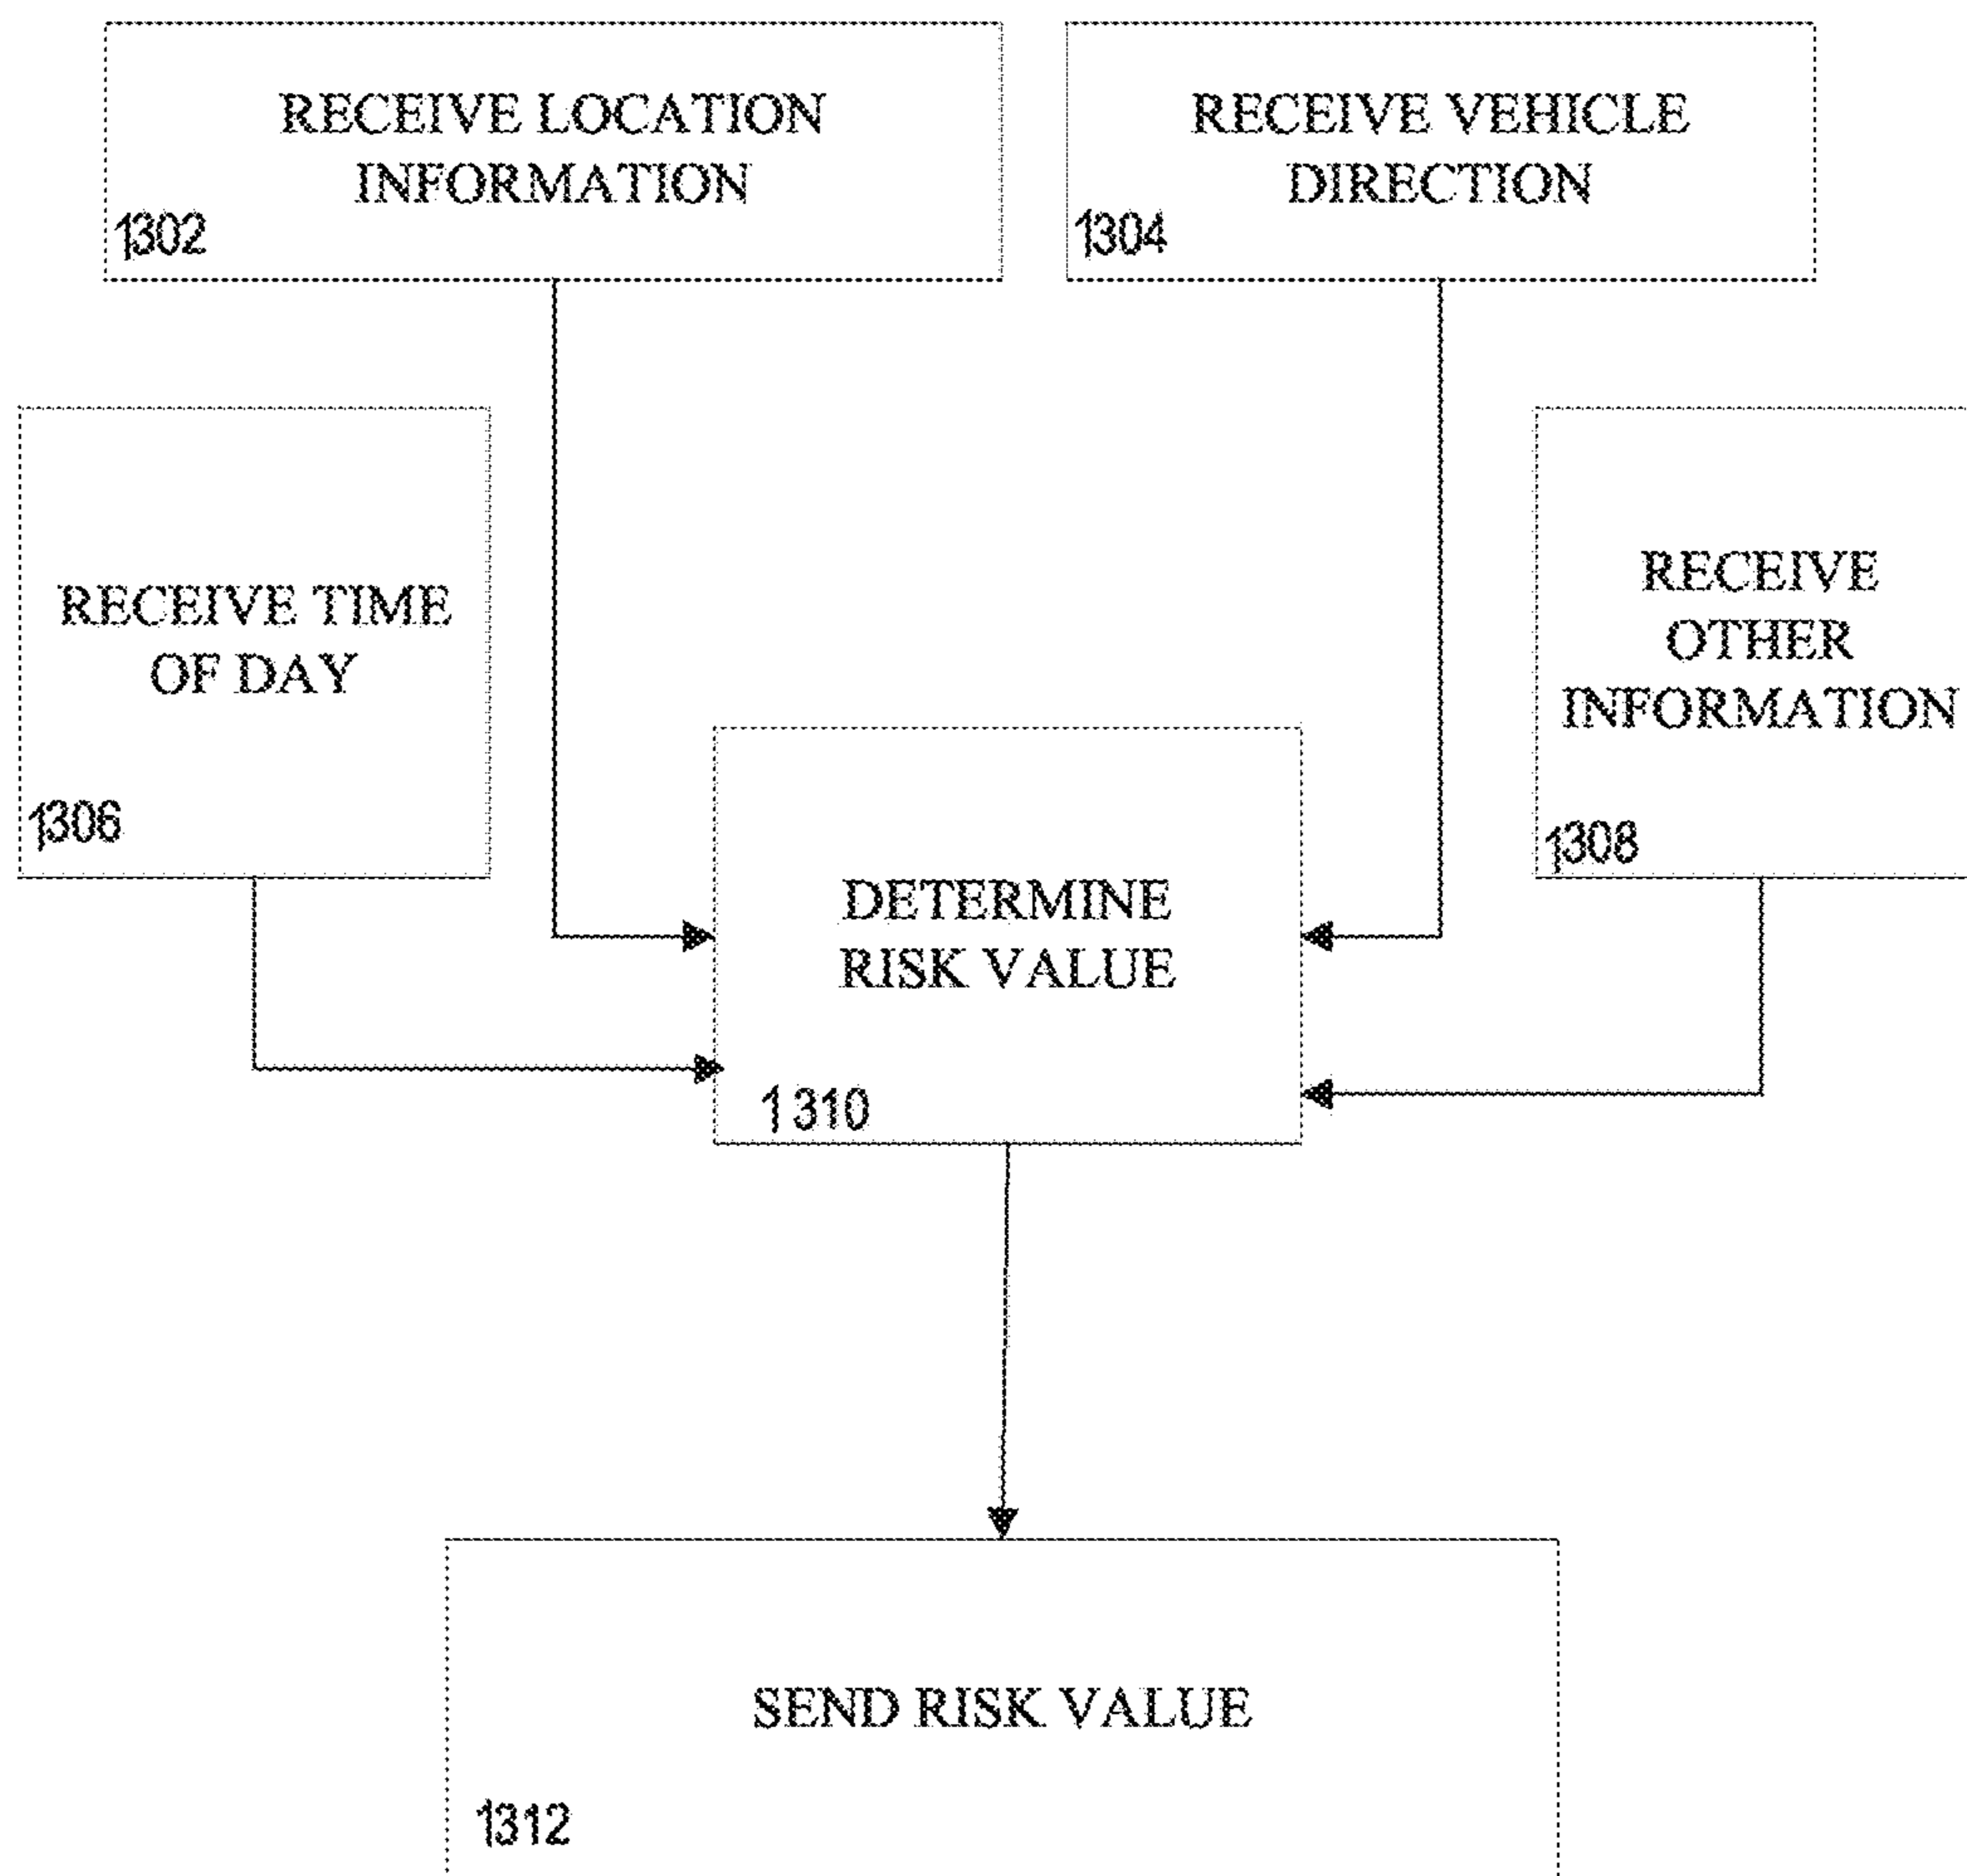 RECEIVE LOCATION
INFORMATION
1302
RECEIVE VEHICLE
DIRECTION
1304
RECEIVE TIME
OF DAY
1306
RECEIVE
OTHER
INFORMATION
1308
DETERMINE
RISK VALUE
1310
SEND RISK VALUE
1312